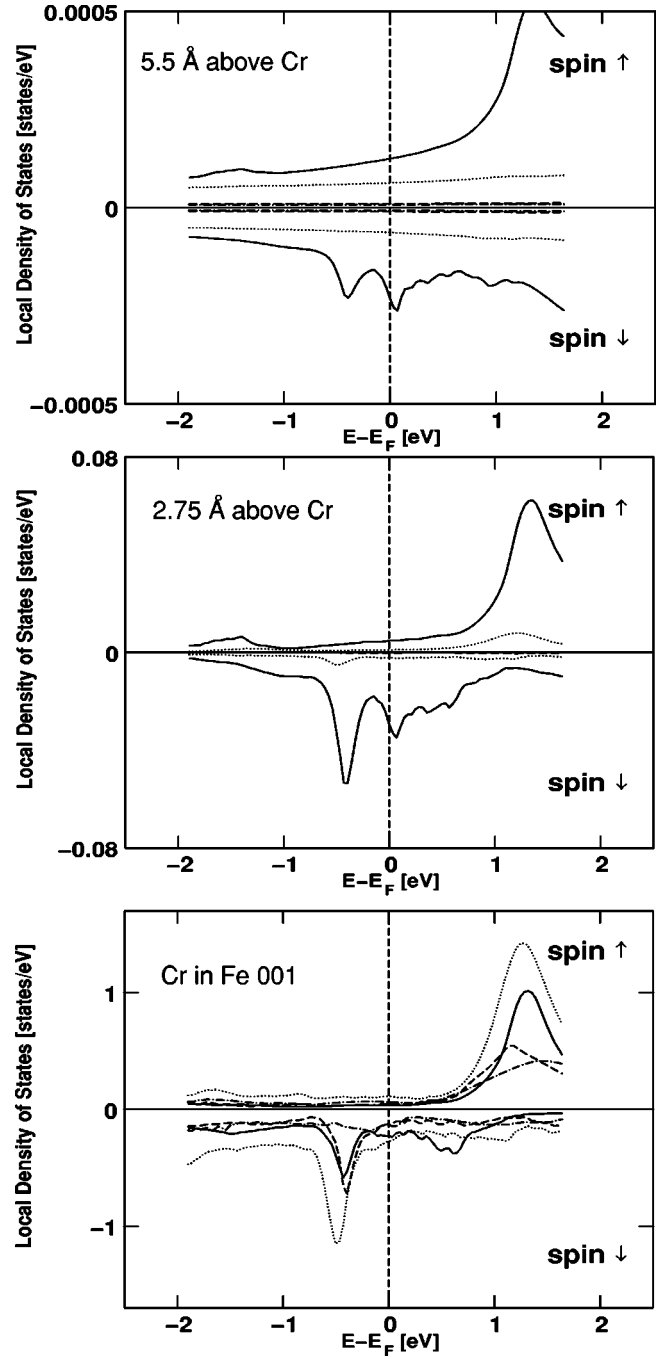 0.0005
5.5 Å above Cr
spin ↑
0
Local Density of States [states/eV]
spin ↓
−0.0005
−2 −1 0 1 2
E−E_F [eV]
0.08
2.75 Å above Cr
spin ↑
0
Local Density of States [states/eV]
spin ↓
−0.08
−2 −1 0 1 2
E−E_F [eV]
1
Cr in Fe 001
spin ↑
0
Local Density of States [states/eV]
−1
spin ↓
−2 −1 0 1 2
E−E_F [eV]